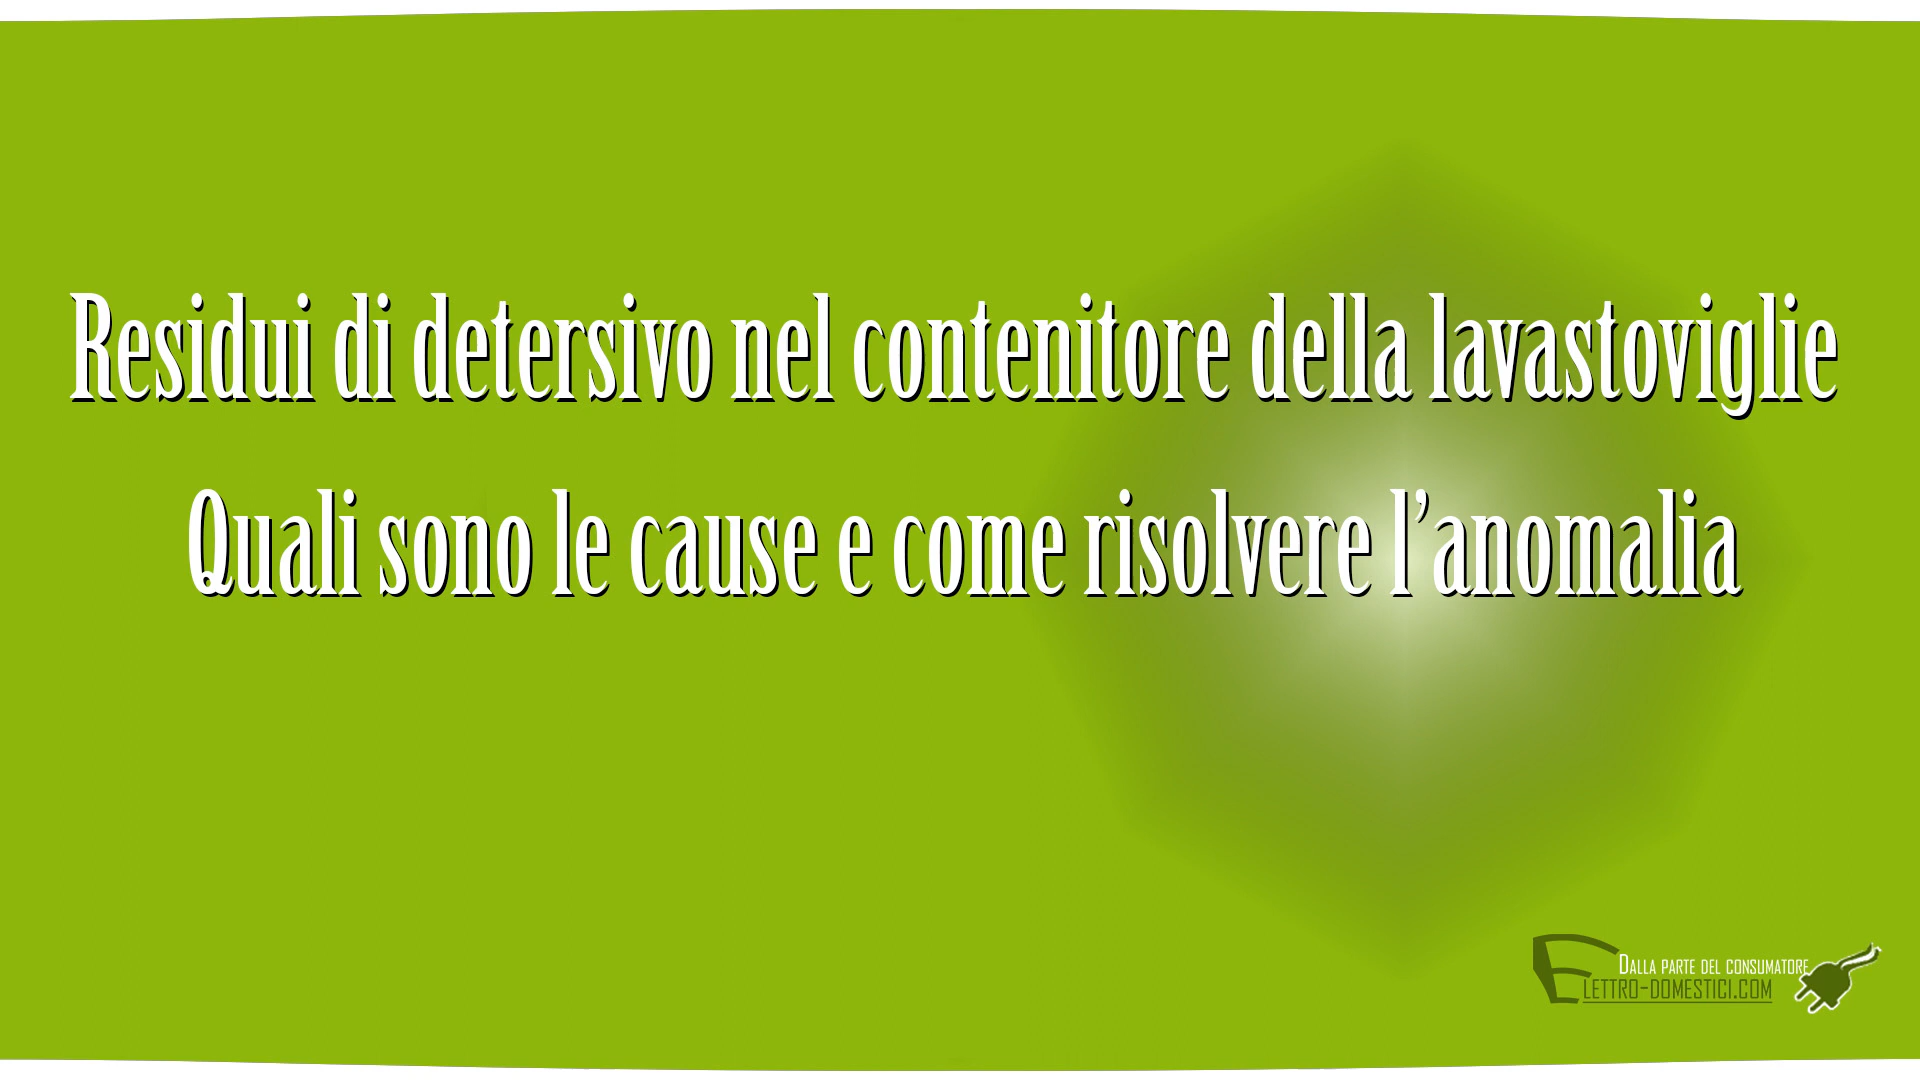 Residui di detersivo nel contenitore della lavastoviglie
Quali sono le cause e come risolvere l’anomalia
Dalla parte del consumatore
Elettro-domestici.com